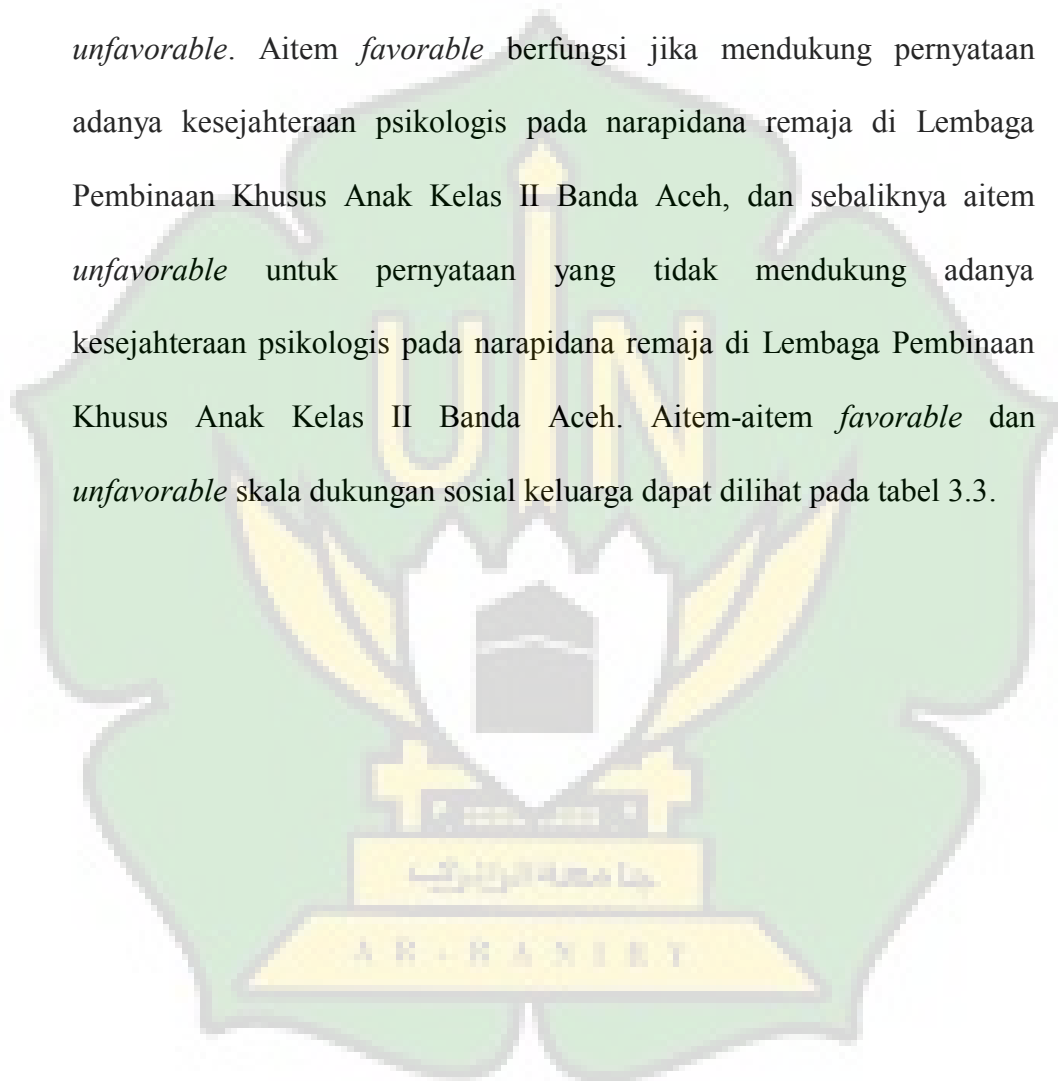 unfavorable. Aitem favorable berfungsi jika mendukung pernyataan
adanya kesejahteraan psikologis pada narapidana remaja di Lembaga
Pembinaan Khusus Anak Kelas II Banda Aceh, dan sebaliknya aitem
unfavorable untuk pernyataan yang tidak mendukung adanya
kesejahteraan psikologis pada narapidana remaja di Lembaga Pembinaan
Khusus Anak Kelas II Banda Aceh. Aitem-aitem favorable dan
unfavorable skala dukungan sosial keluarga dapat dilihat pada tabel 3.3.
UIN
جامعة الرانيري
AR-RANIRY